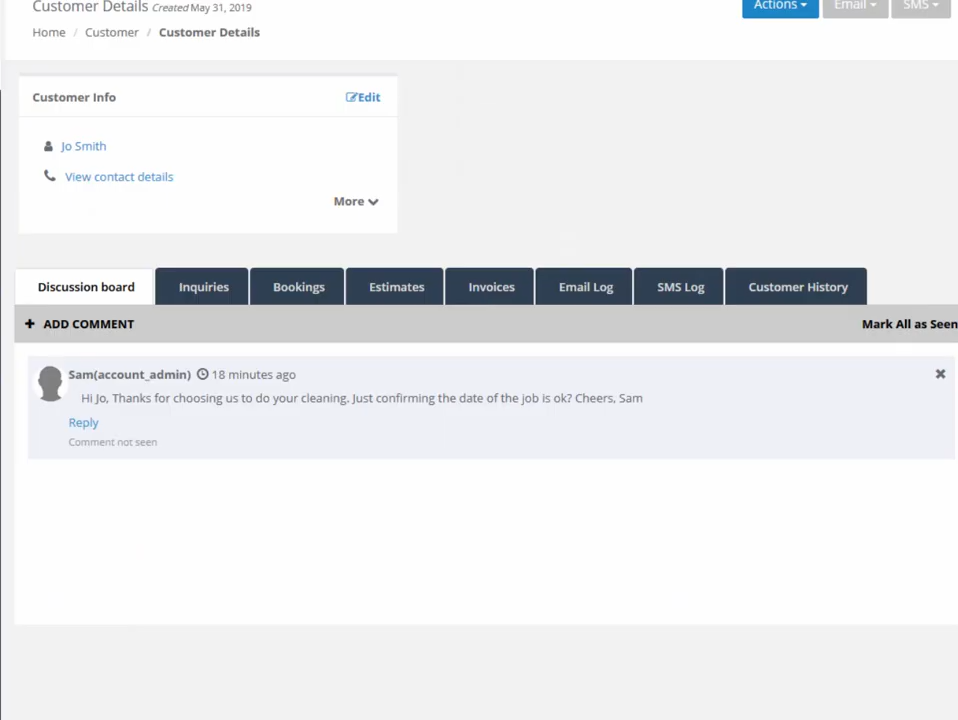 Customer Details Created May 31, 2019
Actions Email SMS
Home / Customer / Customer Details
Customer Info Edit
Jo Smith
View contact details
More
Discussion board Inquiries Bookings Estimates Invoices Email Log SMS Log Customer History
+ ADD COMMENT Mark All as Seen
Sam(account_admin) 18 minutes ago
Hi Jo, Thanks for choosing us to do your cleaning. Just confirming the date of the job is ok? Cheers, Sam
Reply
Comment not seen